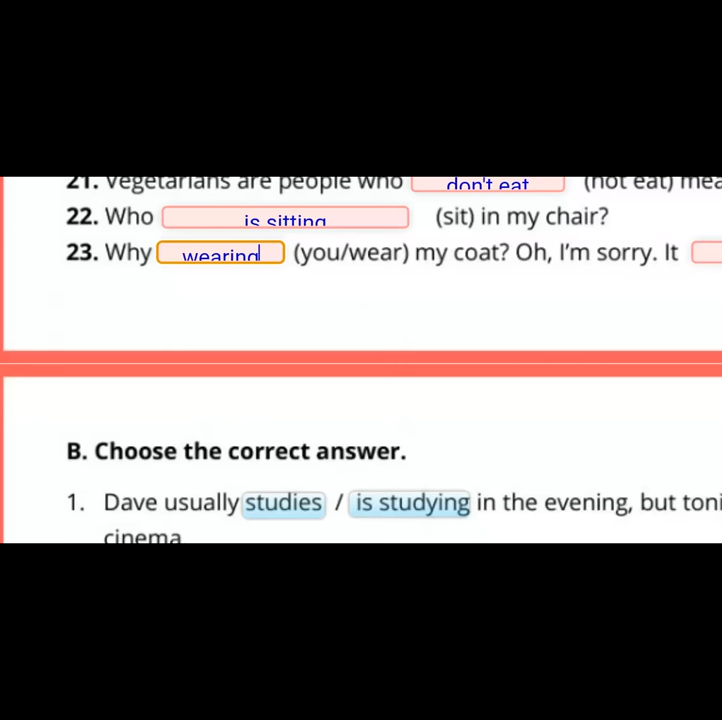 21. Vegetarians are people who don't eat (not eat) mea
22. Who is sitting (sit) in my chair?
23. Why wearing (you/wear) my coat? Oh, I'm sorry. It
B. Choose the correct answer.
1. Dave usually studies / is studying in the evening, but toni
cinema